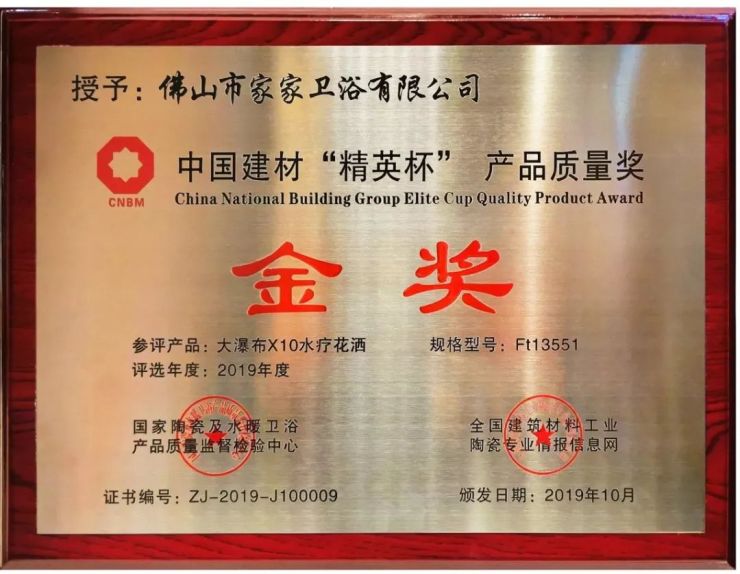 授予：佛山市家家卫浴有限公司
CNBM
中国建材“精英杯” 产品质量奖
China National Building Group Elite Cup Quality Product Award
金奖
参评产品：大瀑布X10水疗花洒 规格型号：Ft13551
评选年度：2019年度
国家陶瓷及水暖卫浴
产品质量监督检验中心
全国建筑材料工业
陶瓷专业情报信息网
证书编号：ZJ-2019-J100009 颁发日期：2019年10月